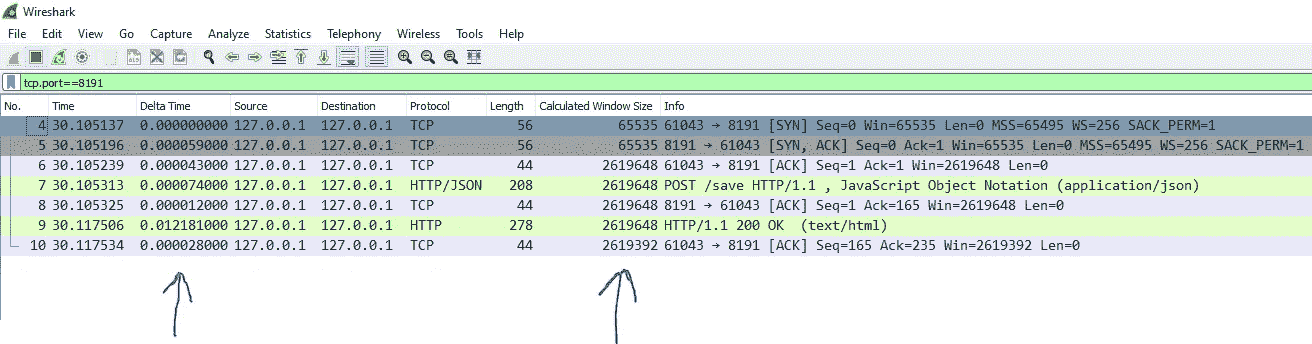 Wireshark
File Edit View Go Capture Analyze Statistics Telephony Wireless Tools Help
tcp.port==8191
No. Time Delta Time Source Destination Protocol Length Calculated Window Size Info
4 30.105137 0.000000000 127.0.0.1 127.0.0.1 TCP 56 65535 61043 → 8191 [SYN] Seq=0 Win=65535 Len=0 MSS=65495 WS=256 SACK_PERM=1
5 30.105196 0.000059000 127.0.0.1 127.0.0.1 TCP 56 65535 8191 → 61043 [SYN, ACK] Seq=0 Ack=1 Win=65535 Len=0 MSS=65495 WS=256 SACK_PERM=1
6 30.105239 0.000043000 127.0.0.1 127.0.0.1 TCP 44 2619648 61043 → 8191 [ACK] Seq=1 Ack=1 Win=2619648 Len=0
7 30.105313 0.000074000 127.0.0.1 127.0.0.1 HTTP/JSON 208 2619648 POST /save HTTP/1.1 , JavaScript Object Notation (application/json)
8 30.105325 0.000012000 127.0.0.1 127.0.0.1 TCP 44 2619648 8191 → 61043 [ACK] Seq=1 Ack=165 Win=2619648 Len=0
9 30.117506 0.012181000 127.0.0.1 127.0.0.1 HTTP 278 2619648 HTTP/1.1 200 OK (text/html)
10 30.117534 0.000028000 127.0.0.1 127.0.0.1 TCP 44 2619392 61043 → 8191 [ACK] Seq=165 Ack=235 Win=2619392 Len=0